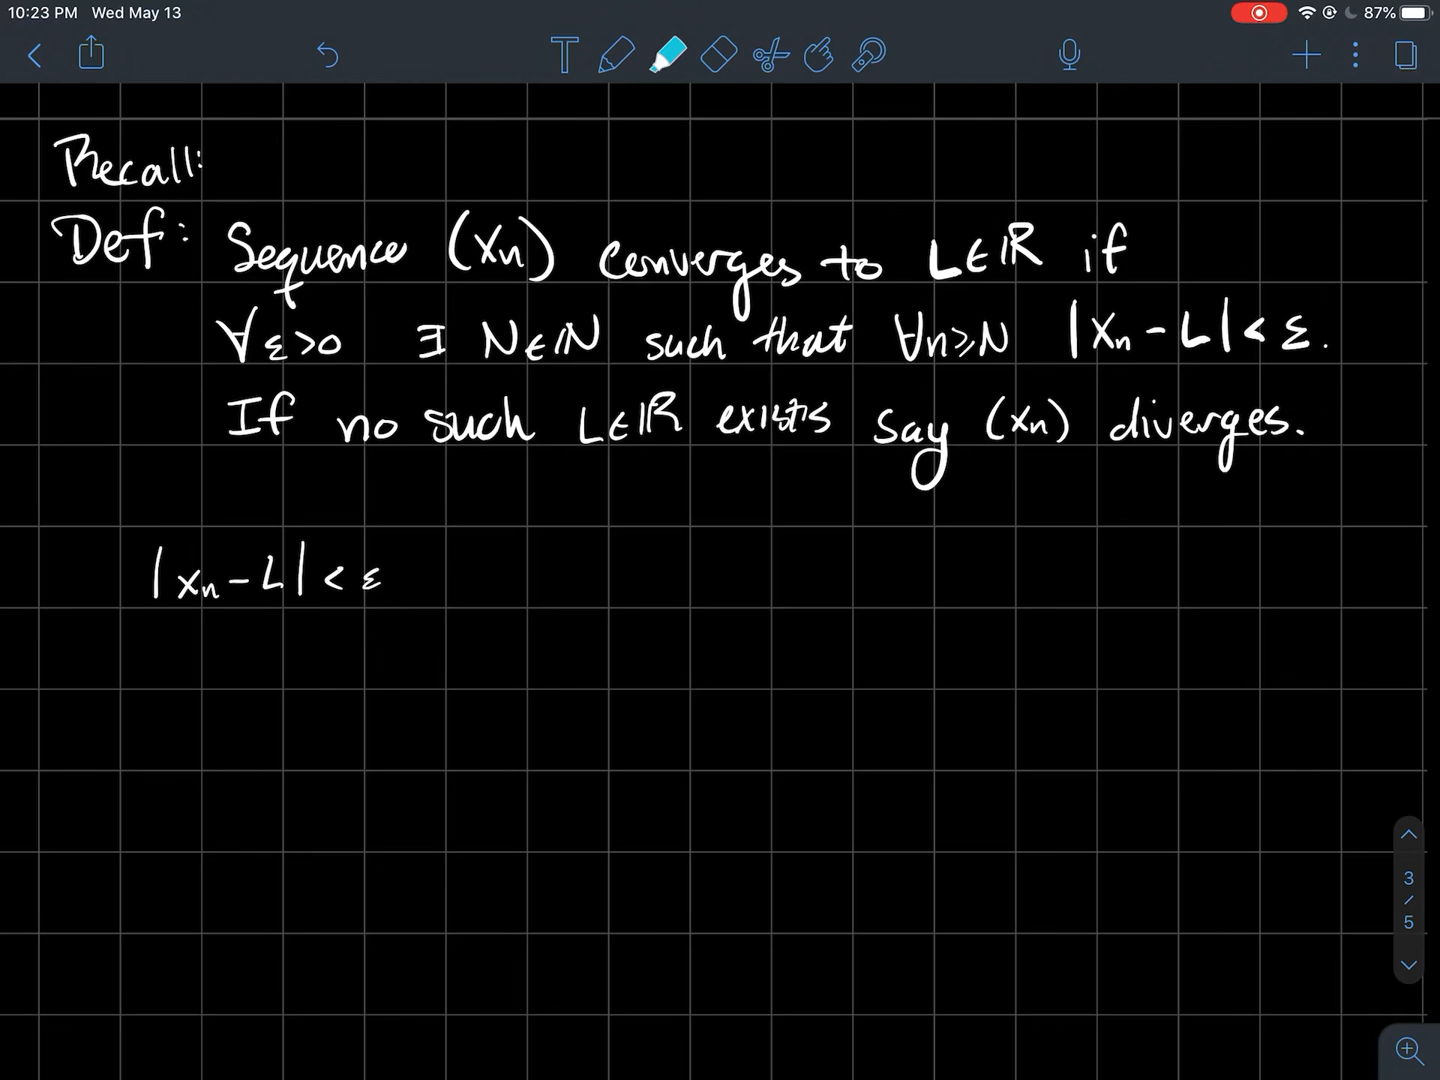 10:23 PM Wed May 13
87%
Recall:
Def: Sequence (xn) converges to L∈ℝ if
∀ε>0 ∃ N∈ℕ such that ∀n≥N |xn - L| < ε.
If no such L∈ℝ exists say (xn) diverges.
|xn - L| < ε
3
/
5